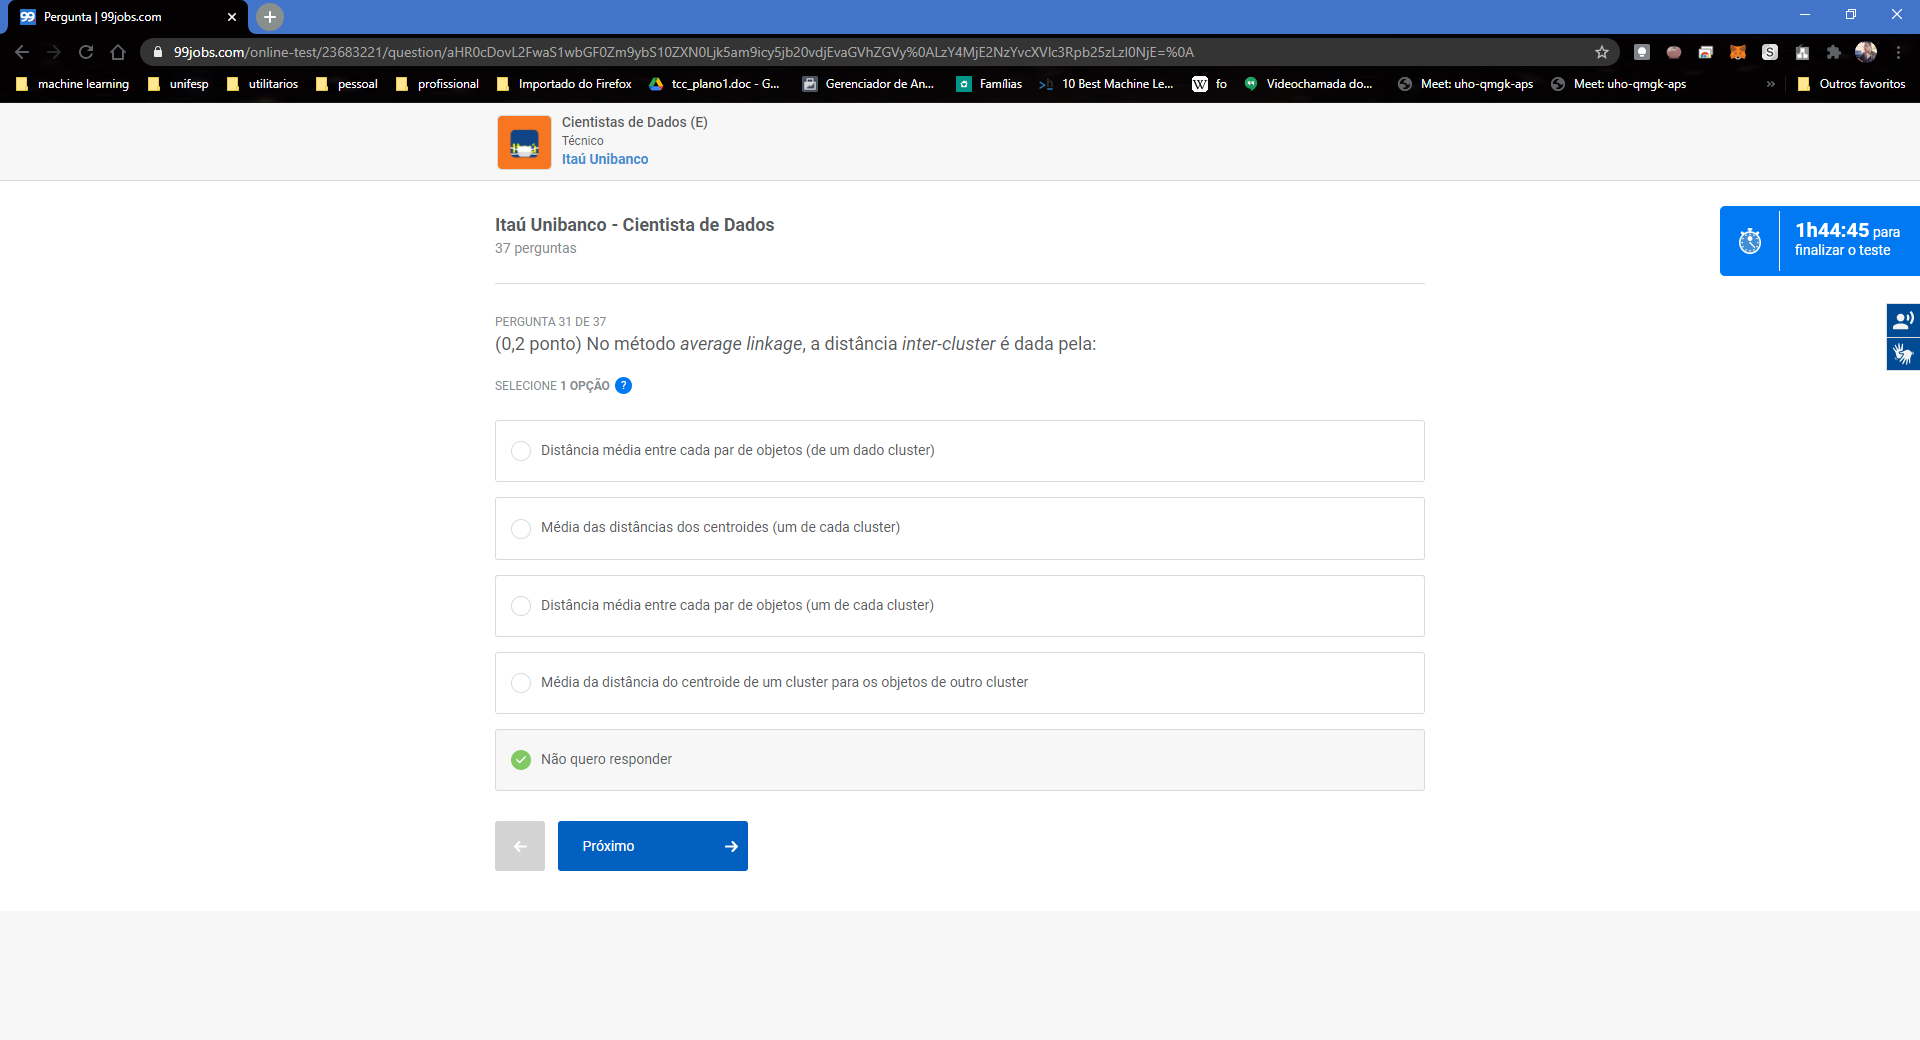 Pergunta | 99jobs.com
99jobs.com/online-test/23683221/question/aHR0cDovL2FwaS1wbGF0Zm9ybS10ZXN0Ljk5am9icy5jb20vdjEvaGVhZGVy%0ALzY4MjE2NzYvcXVlc3Rpb25zLzI0NjE=%0A
machine learning unifesp utilitarios pessoal profissional Importado do Firefox tcc_plano1.doc - G... Gerenciador de An... Famílias 10 Best Machine Le... fo Videochamada do... Meet: uho-qmgk-aps Meet: uho-qmgk-aps » Outros favoritos
Cientistas de Dados (E)
Técnico
Itaú Unibanco
Itaú Unibanco - Cientista de Dados
37 perguntas
1h44:45 para
finalizar o teste
PERGUNTA 31 DE 37
(0,2 ponto) No método average linkage, a distância inter-cluster é dada pela:
SELECIONE 1 OPÇÃO ?
Distância média entre cada par de objetos (de um dado cluster)
Média das distâncias dos centroides (um de cada cluster)
Distância média entre cada par de objetos (um de cada cluster)
Média da distância do centroide de um cluster para os objetos de outro cluster
Não quero responder
Próximo